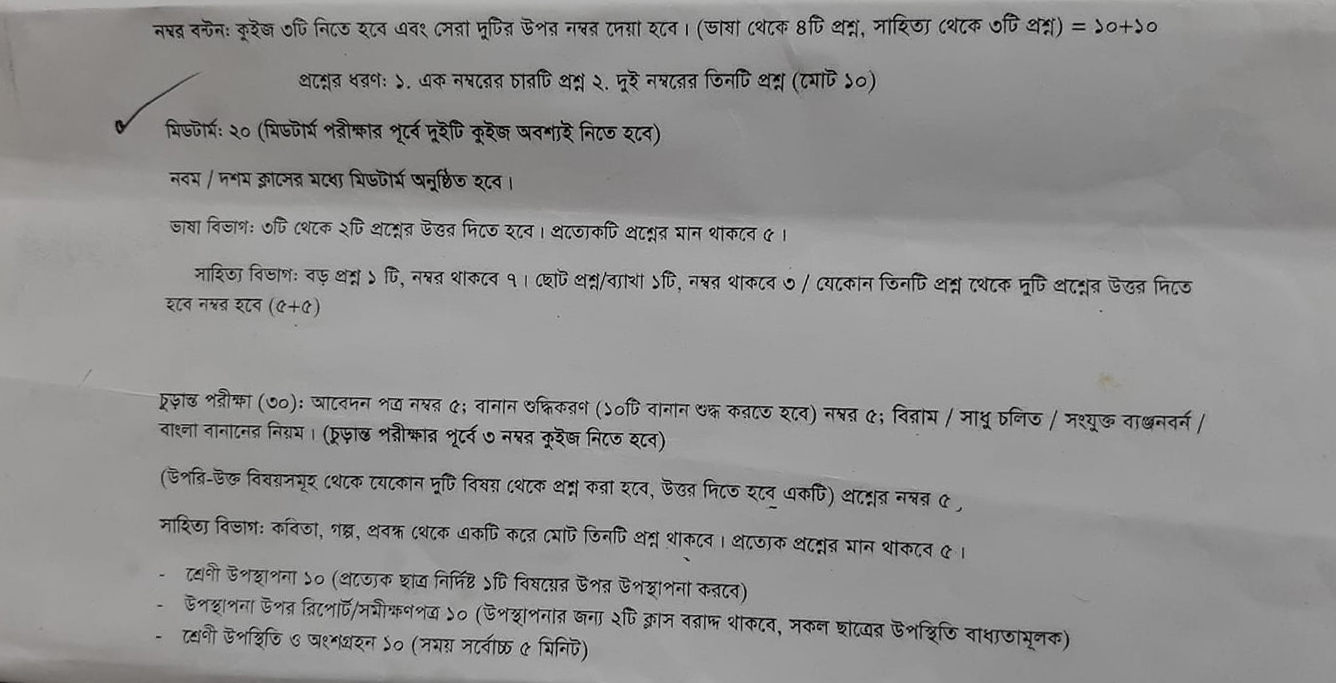 নম্বর বন্টন: কুইজ ৩টি নিতে হবে এবং সেরা দুটির উপর নম্বর দেয়া হবে। (ভাষা থেকে ৪টি প্রশ্ন, সাহিত্য থেকে ৩টি প্রশ্ন) = ১০+১০
প্রশ্নের ধরণ: ১. এক নম্বরের চারটি প্রশ্ন ২. দুই নম্বরের তিনটি প্রশ্ন (মোট ১০)
মিডটার্ম: ২০ (মিডটার্ম পরীক্ষার পূর্বে দুইটি কুইজ অবশ্যই নিতে হবে)
নবম / দশম ক্লাসের মধ্যে মিডটার্ম অনুষ্ঠিত হবে।
ভাষা বিভাগ: ৩টি থেকে ২টি প্রশ্নের উত্তর দিতে হবে। প্রত্যেকটি প্রশ্নের মান থাকবে ৫।
সাহিত্য বিভাগ: বড় প্রশ্ন ১ টি, নম্বর থাকবে ৭। ছোট প্রশ্ন/ব্যাখা ১টি, নম্বর থাকবে ৩ / যেকোন তিনটি প্রশ্ন থেকে দুটি প্রশ্নের উত্তর দিতে
হবে নম্বর হবে (৫+৫)
চূড়ান্ত পরীক্ষা (৩০): আবেদন পত্র নম্বর ৫; বানান শুদ্ধিকরণ (১০টি বানান শুদ্ধ করতে হবে) নম্বর ৫; বিরাম / সাধু চলিত / সংযুক্ত ব্যঞ্জনবর্ন /
বাংলা বানানের নিয়ম। (চূড়ান্ত পরীক্ষার পূর্বে ৩ নম্বর কুইজ নিতে হবে)
(উপরি-উক্ত বিষয়সমূহ থেকে যেকোন দুটি বিষয় থেকে প্রশ্ন করা হবে, উত্তর দিতে হবে একটি) প্রশ্নের নম্বর ৫
সাহিত্য বিভাগ: কবিতা, গল্প, প্রবন্ধ থেকে একটি করে মোট তিনটি প্রশ্ন থাকবে। প্রত্যেক প্রশ্নের মান থাকবে ৫।
- শ্রেণী উপস্থাপনা ১০ (প্রত্যেক ছাত্র নির্দিষ্ট ১টি বিষয়ের উপর উপস্থাপনা করবে)
- উপস্থাপনা উপর রিপোর্ট/সমীক্ষণপত্র ১০ (উপস্থাপনার জন্য ২টি ক্লাস বরাদ্দ থাকবে, সকল ছাত্রের উপস্থিতি বাধ্যতামূলক)
- শ্রেণী উপস্থিতি ও অংশগ্রহন ১০ (সময় সর্বোচ্চ ৫ মিনিট)